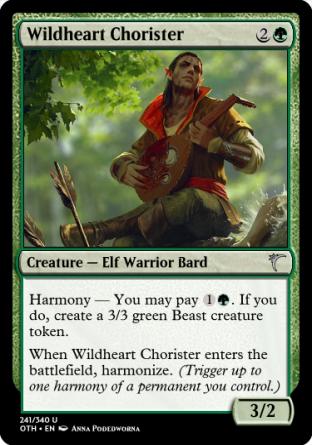 Wildheart Chorister 2
Creature — Elf Warrior Bard
Harmony — You may pay 1. If you
do, create a 3/3 green Beast creature
token.
When Wildheart Chorister enters the
battlefield, harmonize. (Trigger up to
one harmony of a permanent you control.)
3/2
241/340 U
OTH • EN Anna Podedworna